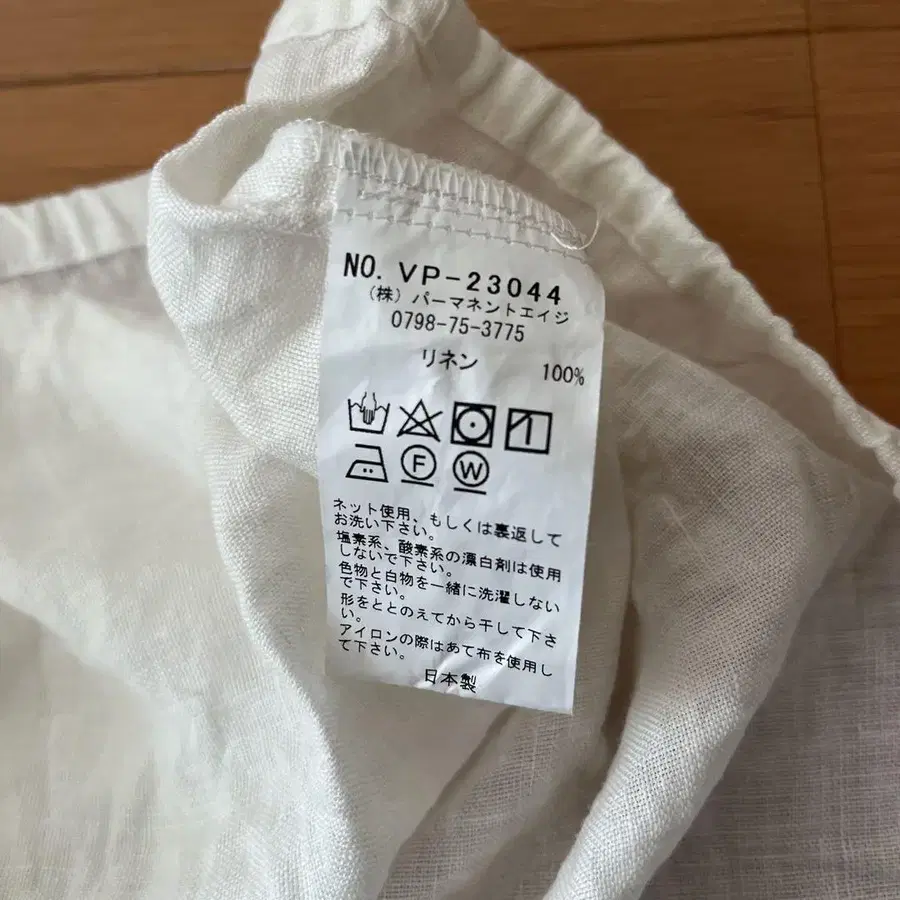 NO. VP-23044
(株) パーマネントエイジ
0798-75-3775
リネン 100%
F W
ネット使用、もしくは裏返して
お洗い下さい。
塩素系、酸素系の漂白剤は使用
しないで下さい。
色物と白物を一緒に洗濯しない
で下さい。
形をととのえてから干して下さ
い。
アイロンの際はあて布を使用し
て下さい。
日本製